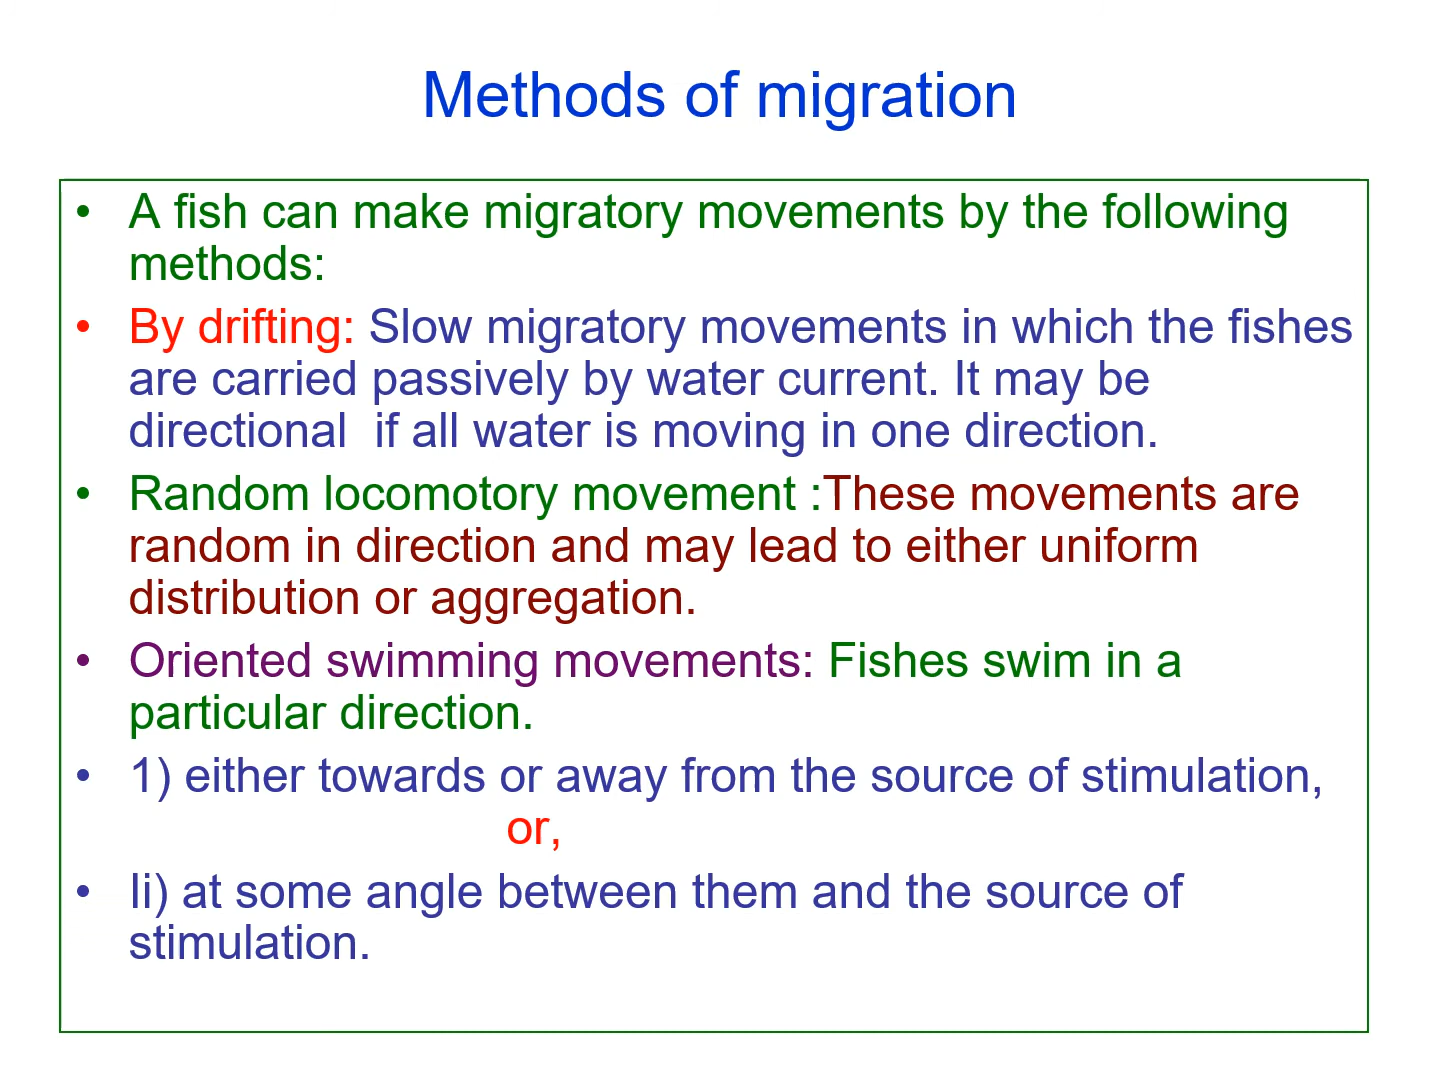 Methods of migration
• A fish can make migratory movements by the following
methods:
• By drifting: Slow migratory movements in which the fishes
are carried passively by water current. It may be
directional  if all water is moving in one direction.
• Random locomotory movement :These movements are
random in direction and may lead to either uniform
distribution or aggregation.
• Oriented swimming movements: Fishes swim in a
particular direction.
• 1) either towards or away from the source of stimulation,
or,
• Ii) at some angle between them and the source of
stimulation.